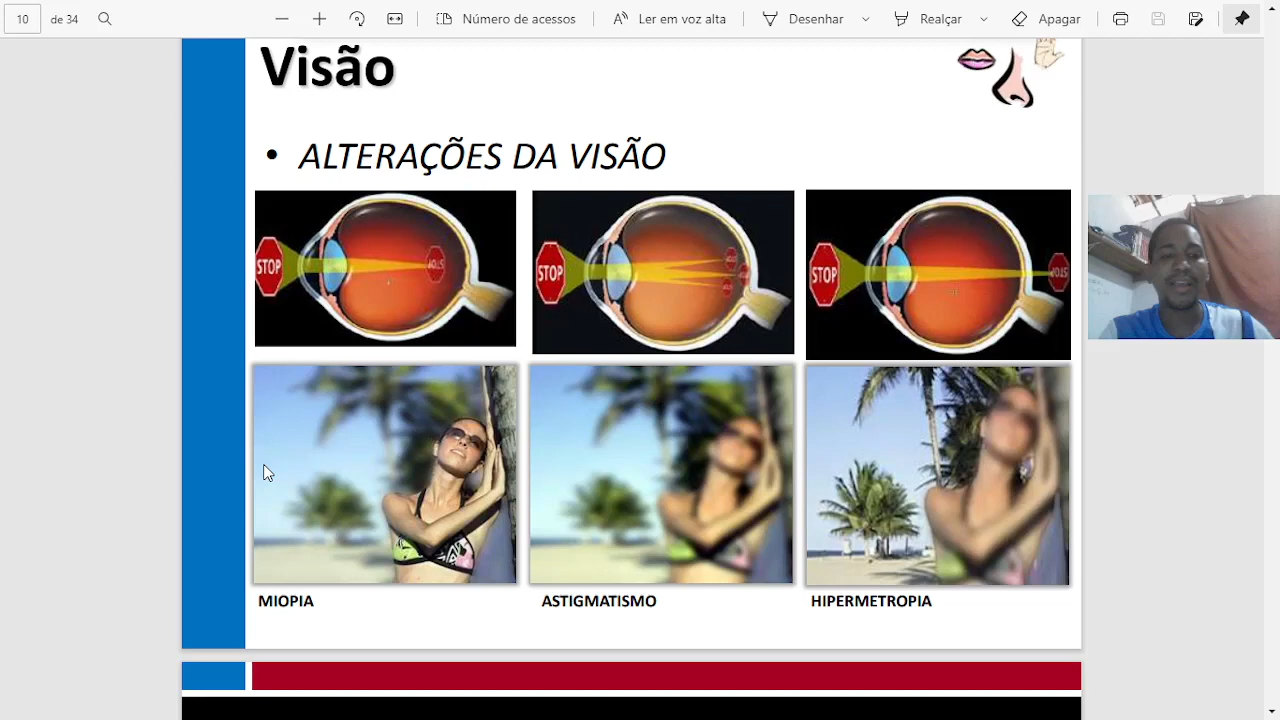 10 de 34 Número de acessos Ler em voz alta Desenhar Realçar Apagar
Visão
• ALTERAÇÕES DA VISÃO
STOP STOP STOP
MIOPIA ASTIGMATISMO HIPERMETROPIA